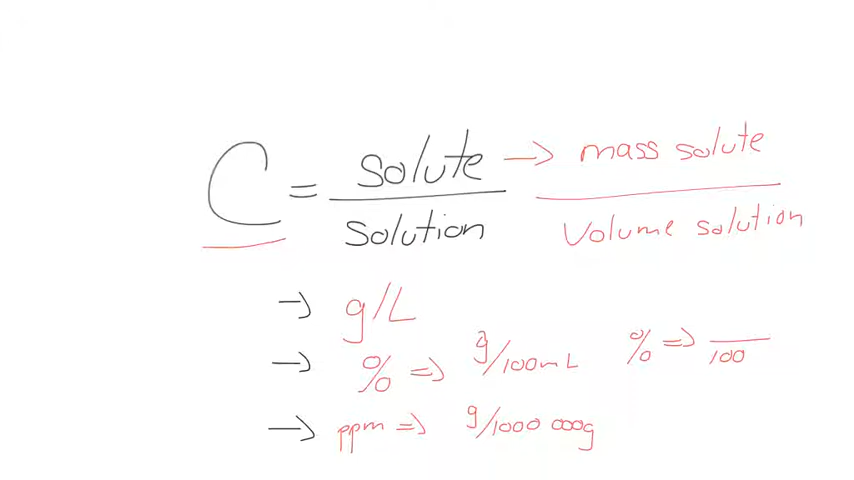 C = solute / solution → mass solute / Volume solution
→ g/L
→ % ⇒ g/100mL % ⇒ —/100
→ ppm ⇒ g/1000 000g